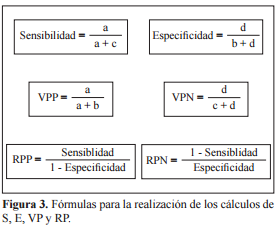 Sensibilidad = a / a + c    Especificidad = d / b + d
VPP = a / a + b    VPN = d / c + d
RPP = Sensiblidad / 1 - Especificidad    RPN = 1 - Sensiblidad / Especificidad
Figura 3. Fórmulas para la realización de los cálculos de
S, E, VP y RP.